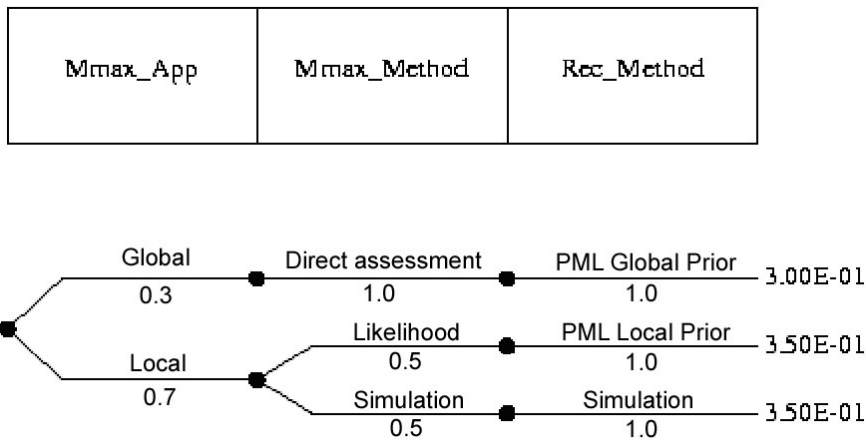 Mmax_App Mmax_Method Rec_Method
Global Direct assessment PML Global Prior
0.3 1.0 1.0 3.00E-01
Likelihood PML Local Prior
0.5 1.0 3.50E-01
Local
0.7
Simulation Simulation
0.5 1.0 3.50E-01